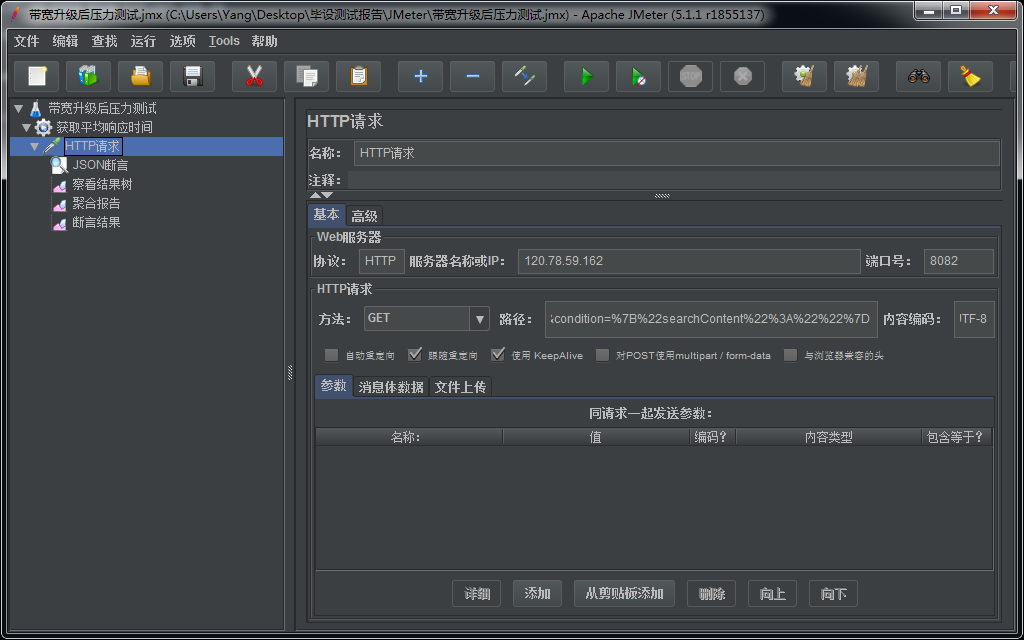 带宽升级后压力测试.jmx (C:\Users\Yang\Desktop\毕设测试报告\JMeter\带宽升级后压力测试.jmx) - Apache JMeter (5.1.1 r1855137)
文件 编辑 查找 运行 选项 Tools 帮助
STOP
带宽升级后压力测试
获取平均响应时间
HTTP请求
JSON断言
察看结果树
聚合报告
断言结果
HTTP请求
名称： HTTP请求
注释：
基本 高级
Web服务器
协议： HTTP 服务器名称或IP： 120.78.59.162 端口号： 8082
HTTP请求
方法： GET 路径： condition=%7B%22searchContent%22%3A%22%22%7D 内容编码： UTF-8
自动重定向 跟随重定向 使用 KeepAlive 对POST使用multipart / form-data 与浏览器兼容的头
参数 消息体数据 文件上传
同请求一起发送参数：
名称： 值 编码？ 内容类型 包含等于？
详细 添加 从剪贴板添加 删除 向上 向下